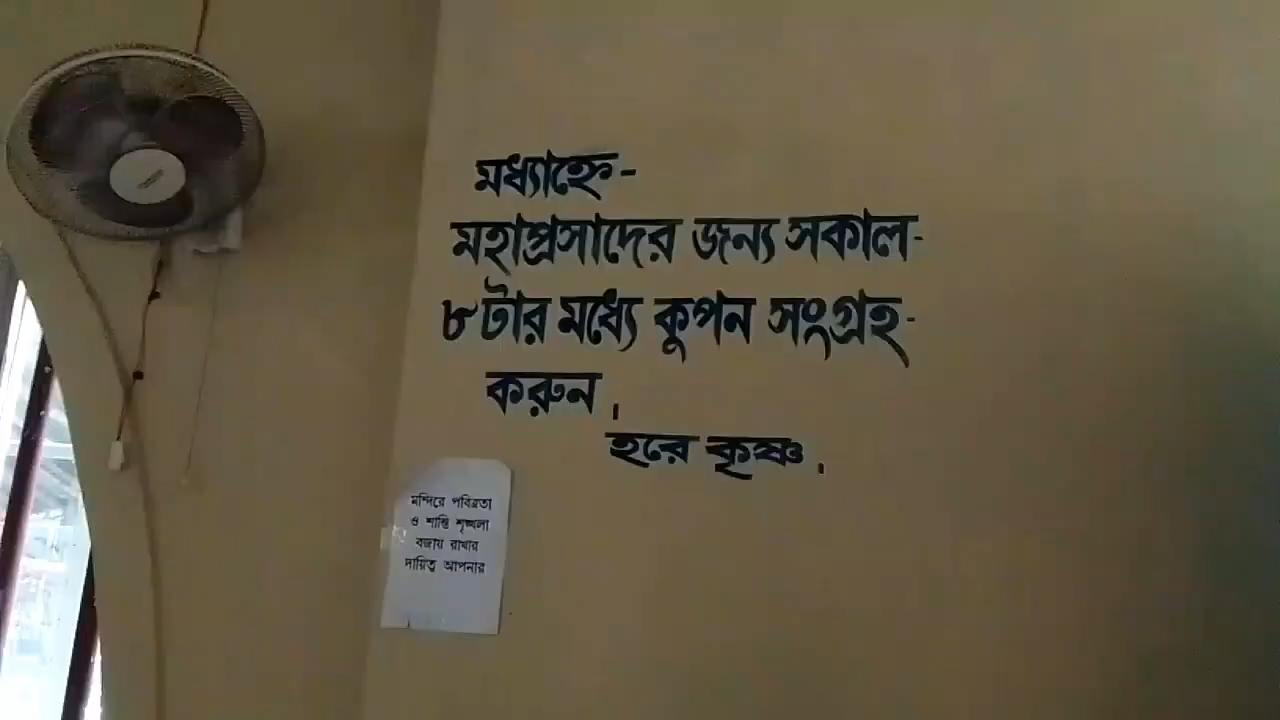 মধ্যাহ্নে-
মহাপ্রসাদের জন্য সকাল-
৮টার মধ্যে কুপন সংগ্রহ-
করুন ।
হরে কৃষ্ণ ।
মন্দিরে পবিত্রতা
ও শান্তি শৃঙ্খলা
বজায় রাখার
দায়িত্ব আপনার